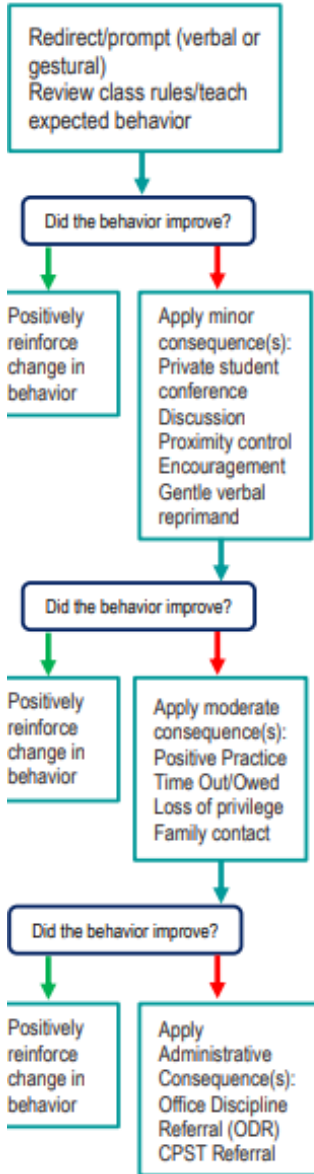 Redirect/prompt (verbal or
gestural)
Review class rules/teach
expected behavior
Did the behavior improve?
Positively
reinforce
change in
behavior
Apply minor
consequence(s):
Private student
conference
Discussion
Proximity control
Encouragement
Gentle verbal
reprimand
Did the behavior improve?
Positively
reinforce
change in
behavior
Apply moderate
consequence(s):
Positive Practice
Time Out/Owed
Loss of privilege
Family contact
Did the behavior improve?
Positively
reinforce
change in
behavior
Apply
Administrative
Consequence(s):
Office Discipline
Referral (ODR)
CPST Referral